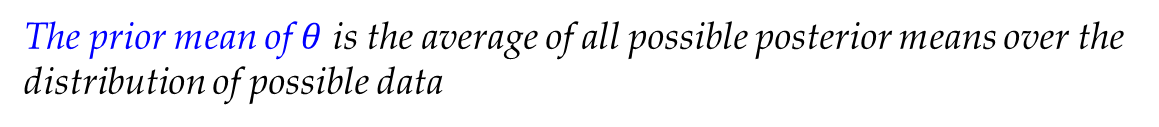 The prior mean of θ is the average of all possible posterior means over the
distribution of possible data